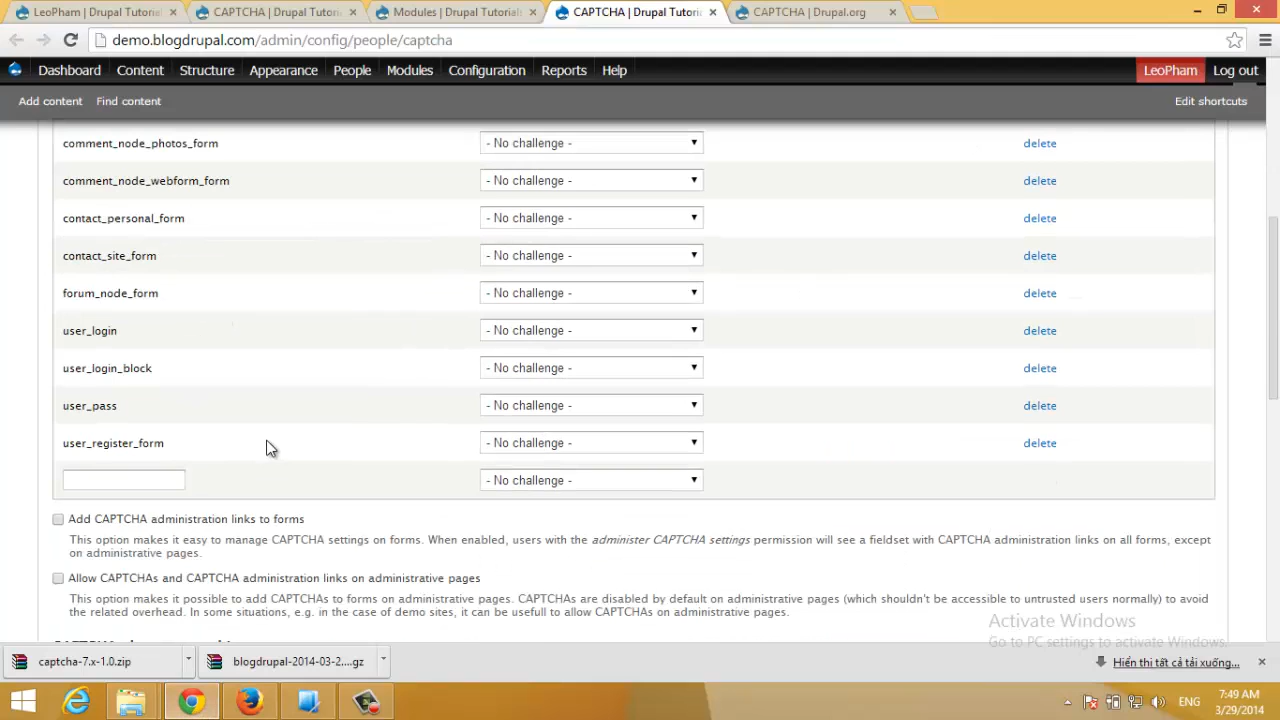 LeoPham | Drupal Tutori
CAPTCHA | Drupal Tutori
Modules | Drupal Tutorials
CAPTCHA | Drupal Tutori
CAPTCHA | Drupal.org
demo.blogdrupal.com/admin/config/people/captcha
Dashboard Content Structure Appearance People Modules Configuration Reports Help LeoPham Log out
Add content Find content Edit shortcuts
comment_node_photos_form - No challenge - delete
comment_node_webform_form - No challenge - delete
contact_personal_form - No challenge - delete
contact_site_form - No challenge - delete
forum_node_form - No challenge - delete
user_login - No challenge - delete
user_login_block - No challenge - delete
user_pass - No challenge - delete
user_register_form - No challenge - delete
- No challenge -
Add CAPTCHA administration links to forms
This option makes it easy to manage CAPTCHA settings on forms. When enabled, users with the administer CAPTCHA settings permission will see a fieldset with CAPTCHA administration links on all forms, except
on administrative pages.
Allow CAPTCHAs and CAPTCHA administration links on administrative pages
This option makes it possible to add CAPTCHAs to forms on administrative pages. CAPTCHAs are disabled by default on administrative pages (which shouldn't be accessible to untrusted users normally) to avoid
the related overhead. In some situations, e.g. in the case of demo sites, it can be usefull to allow CAPTCHAs on administrative pages.
Activate Windows
Go to PC settings to activate Windows.
captcha-7.x-1.0.zip
blogdrupal-2014-03-2....gz
Hiển thị tất cả tải xuống...
ENG
7:49 AM
3/29/2014